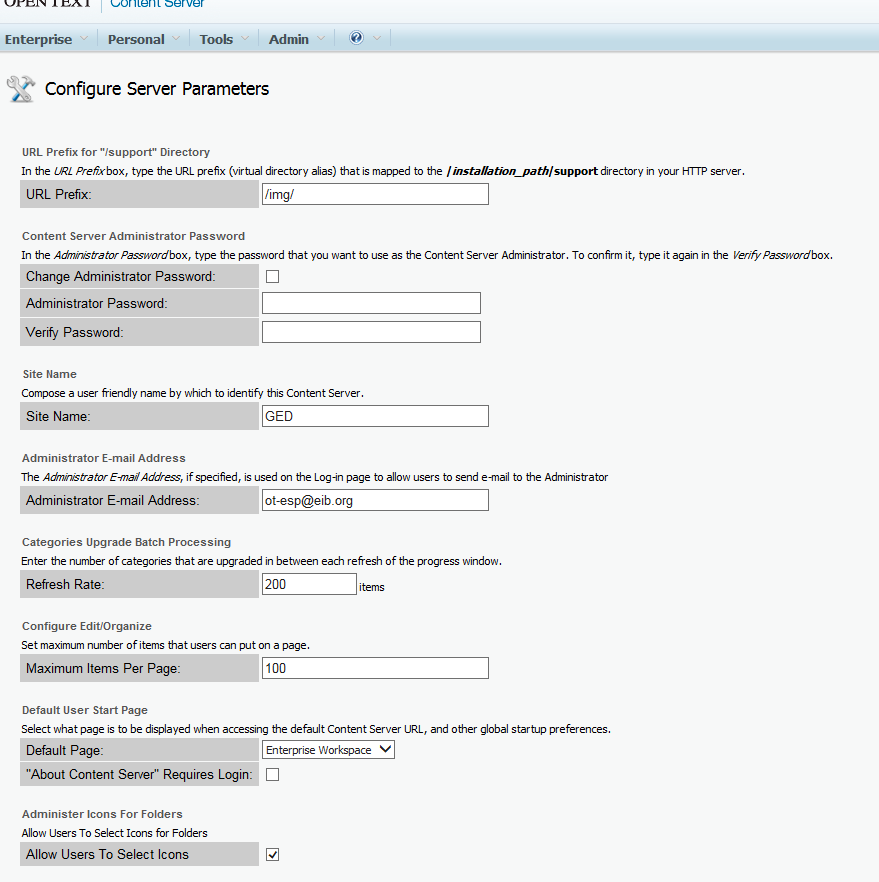 OPEN TEXT | Content Server
Enterprise Personal Tools Admin ?
Configure Server Parameters
URL Prefix for "/support" Directory
In the URL Prefix box, type the URL prefix (virtual directory alias) that is mapped to the |installation_path|support directory in your HTTP server.
URL Prefix: /img/
Content Server Administrator Password
In the Administrator Password box, type the password that you want to use as the Content Server Administrator. To confirm it, type it again in the Verify Password box.
Change Administrator Password:
Administrator Password:
Verify Password:
Site Name
Compose a user friendly name by which to identify this Content Server.
Site Name: GED
Administrator E-mail Address
The Administrator E-mail Address, if specified, is used on the Log-in page to allow users to send e-mail to the Administrator
Administrator E-mail Address: ot-esp@eib.org
Categories Upgrade Batch Processing
Enter the number of categories that are upgraded in between each refresh of the progress window.
Refresh Rate: 200 items
Configure Edit/Organize
Set maximum number of items that users can put on a page.
Maximum Items Per Page: 100
Default User Start Page
Select what page is to be displayed when accessing the default Content Server URL, and other global startup preferences.
Default Page: Enterprise Workspace
"About Content Server" Requires Login:
Administer Icons For Folders
Allow Users To Select Icons for Folders
Allow Users To Select Icons